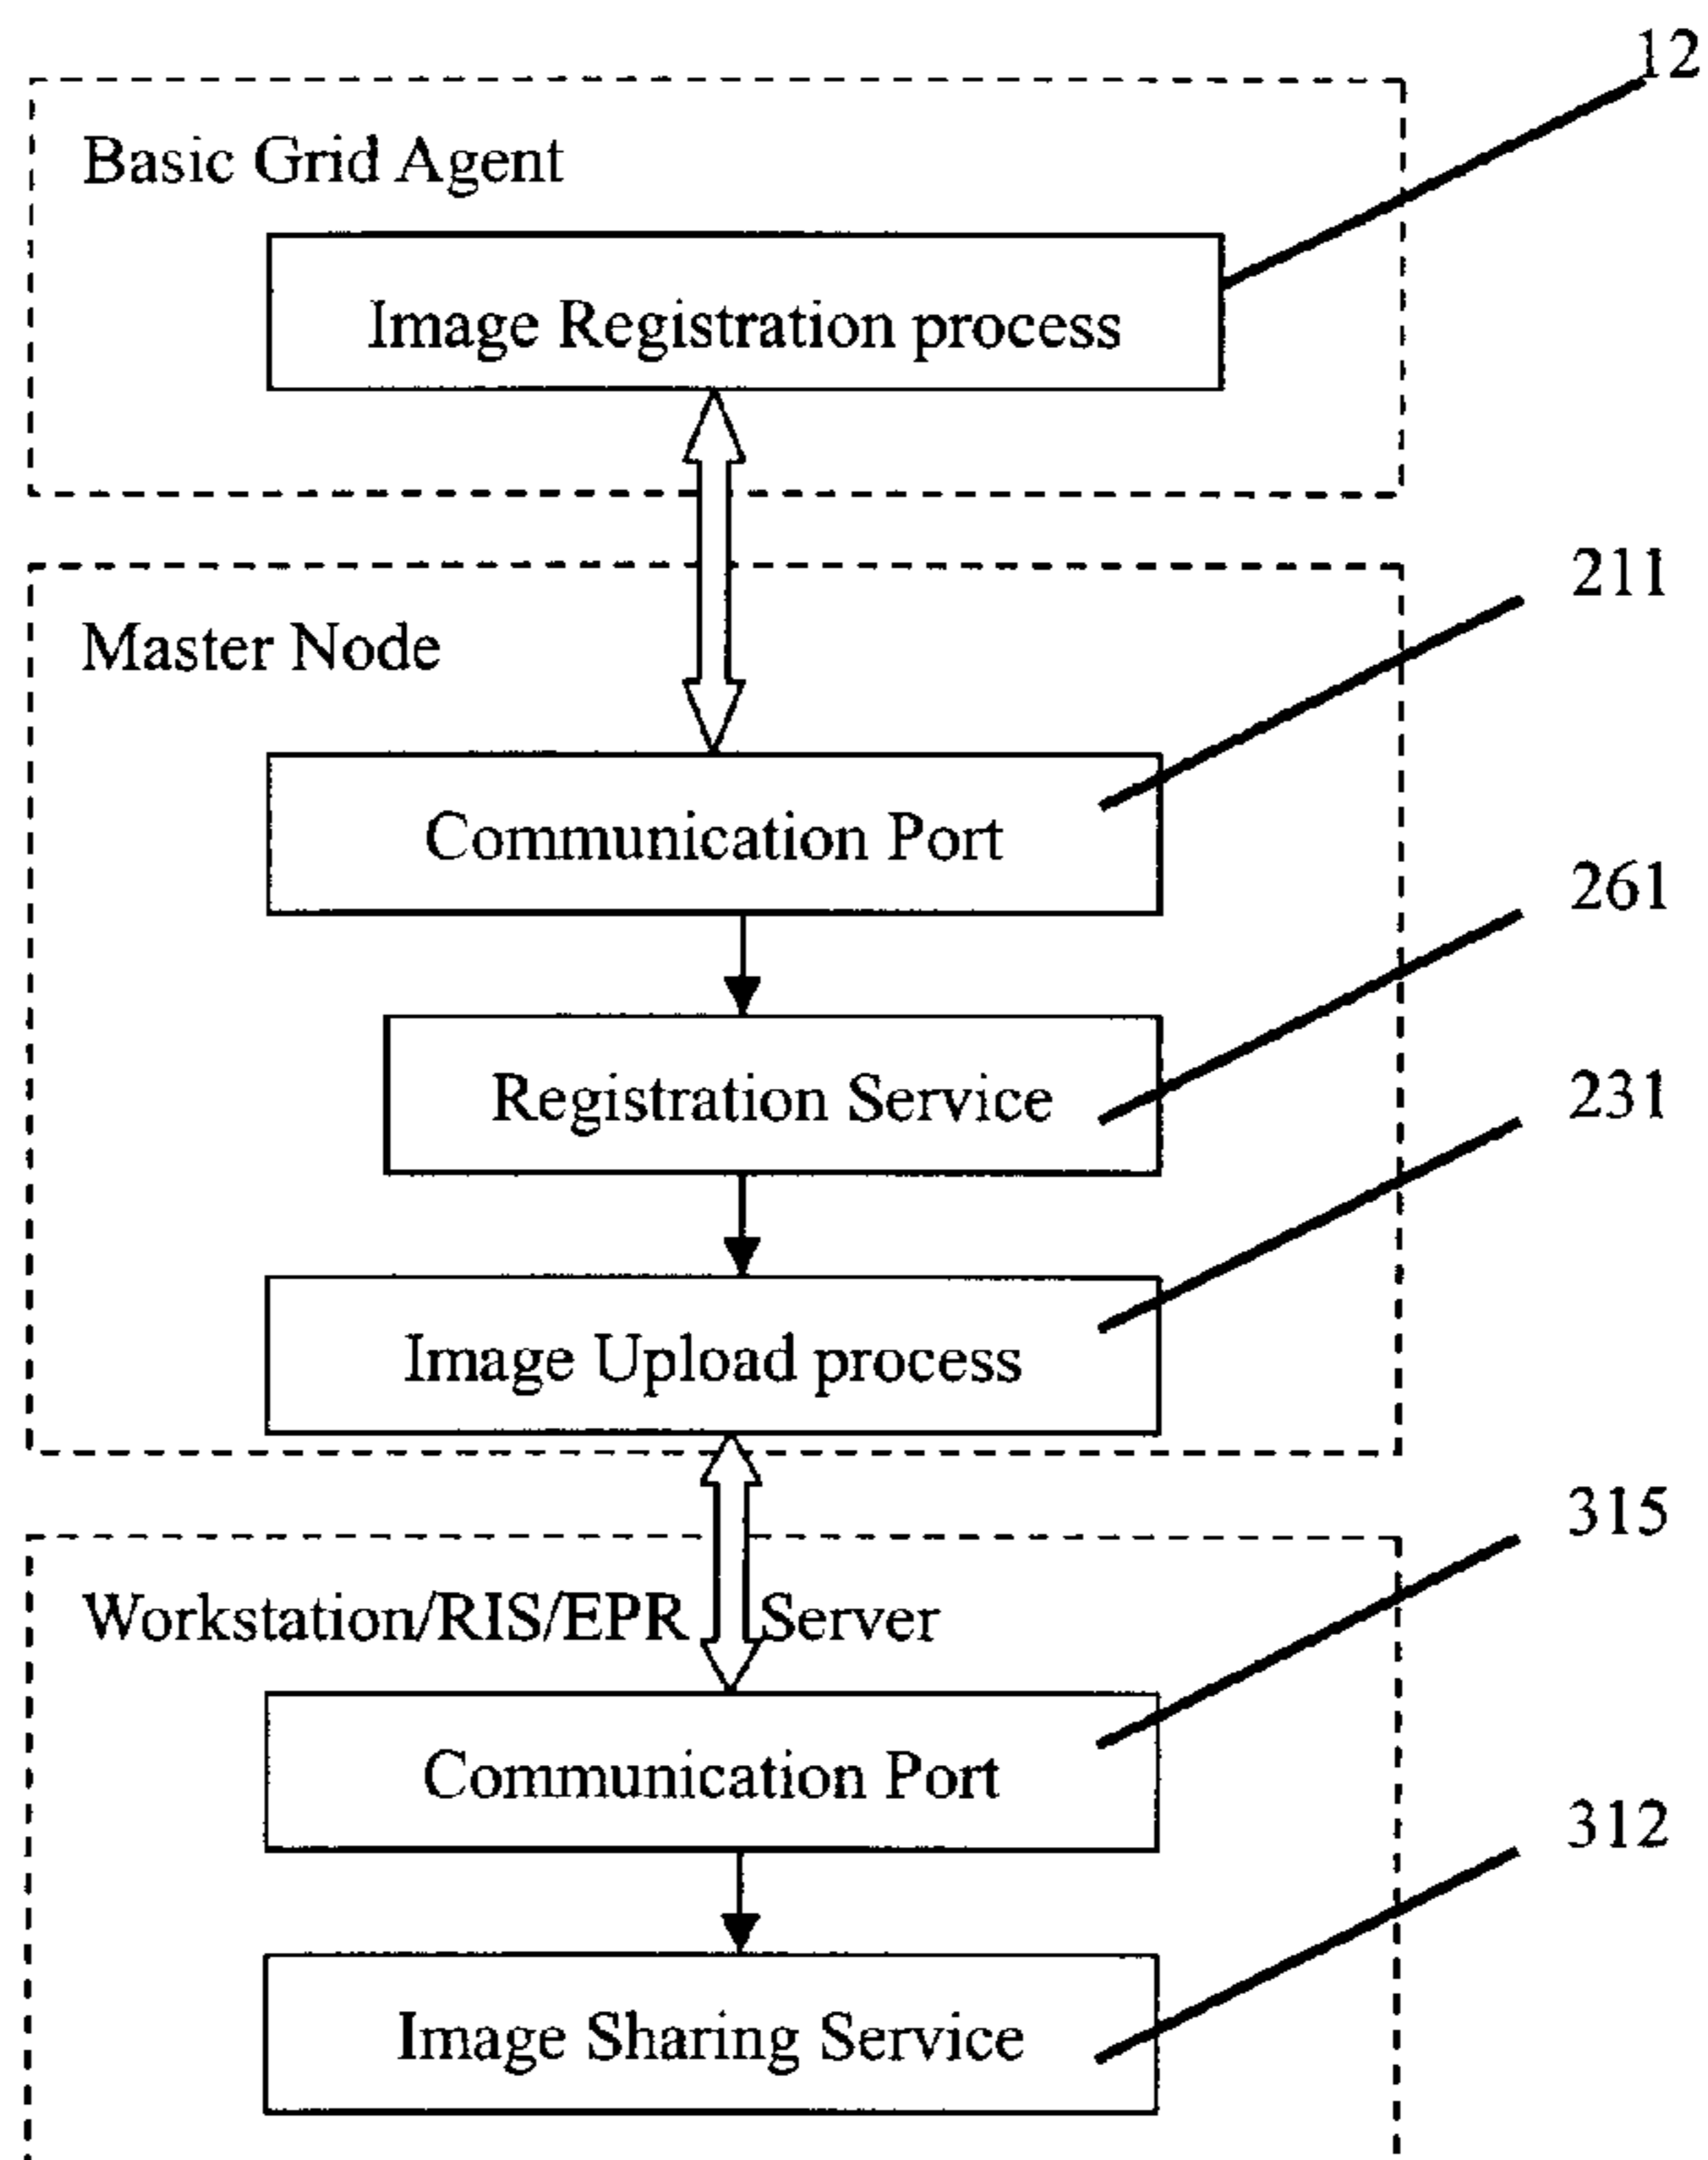 12
Basic Grid Agent
Image Registration process
211
Master Node
Communication Port
261
Registration Service
231
Image Upload process
315
Workstation/RIS/EPR Server
Communication Port
312
Image Sharing Service